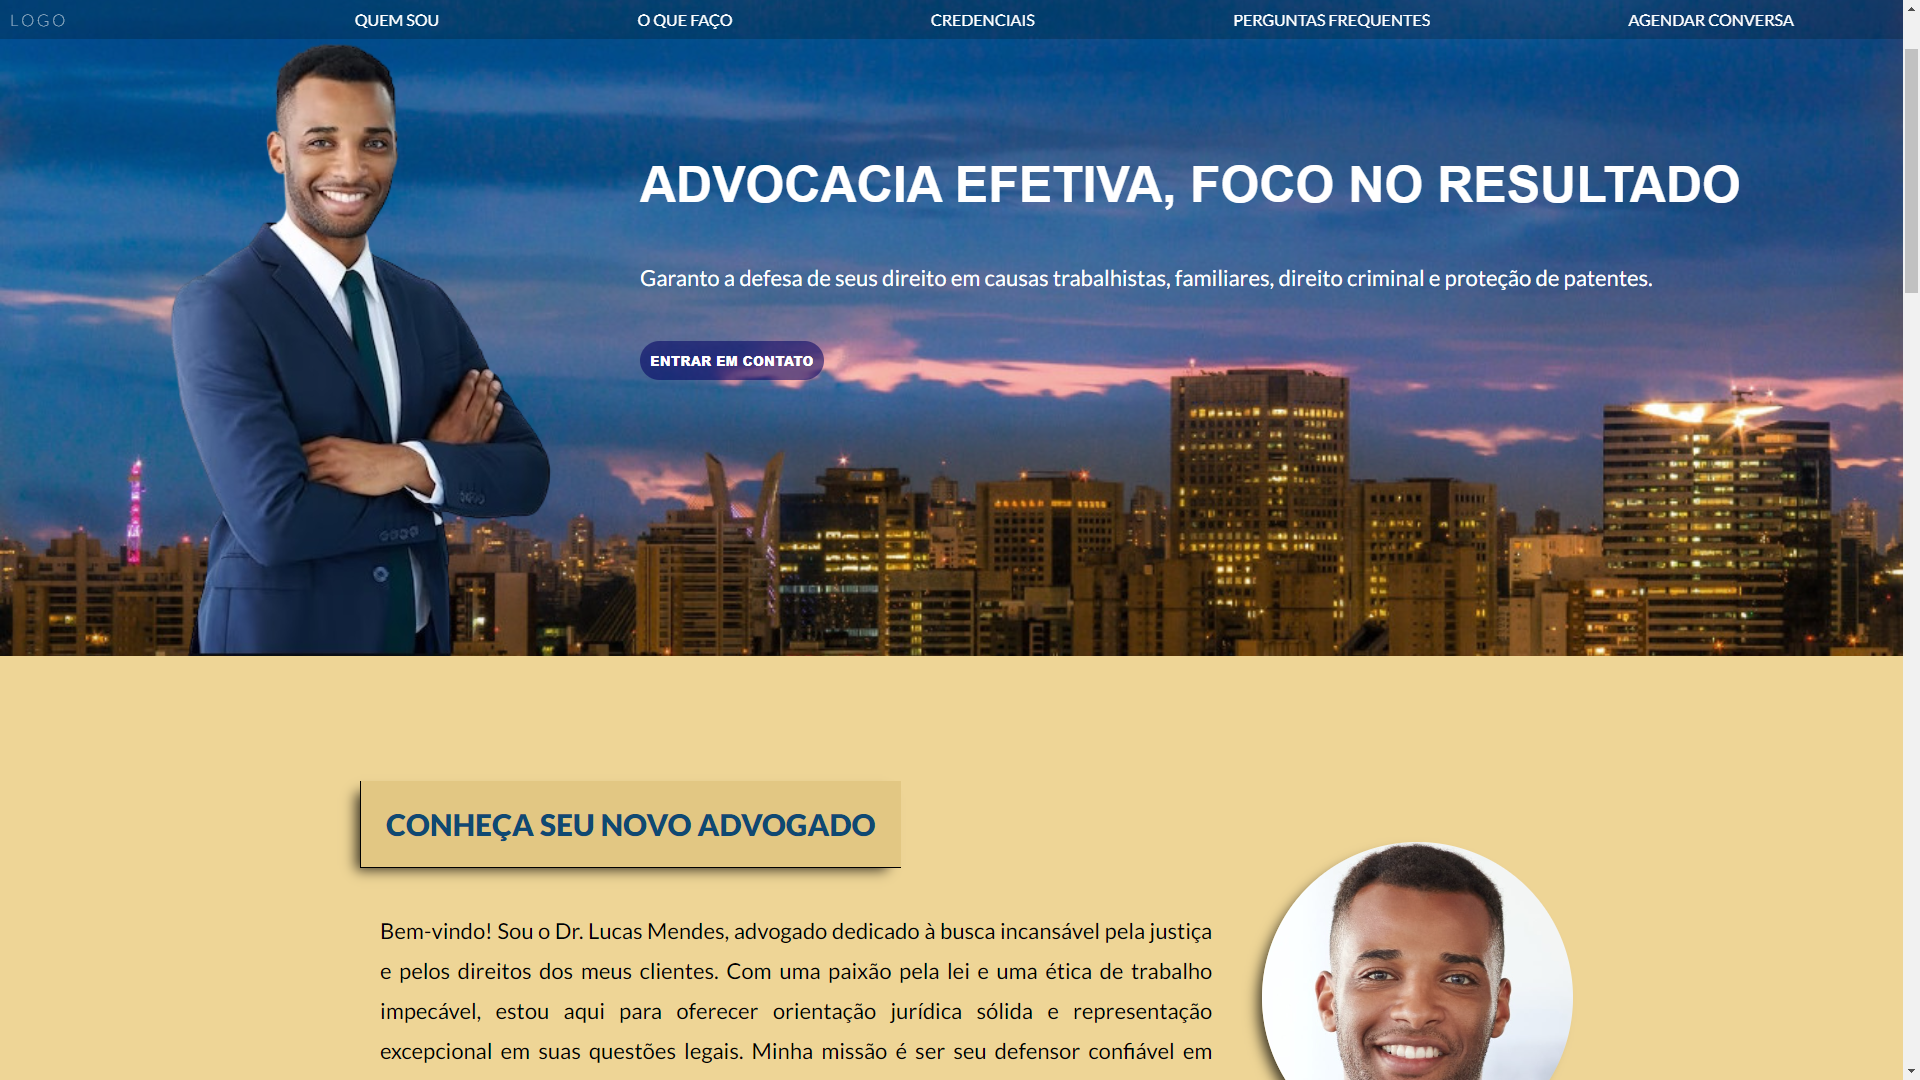 LOGO
QUEM SOU
O QUE FAÇO
CREDENCIAIS
PERGUNTAS FREQUENTES
AGENDAR CONVERSA
ADVOCACIA EFETIVA, FOCO NO RESULTADO
Garanto a defesa de seus direito em causas trabalhistas, familiares, direito criminal e proteção de patentes.
ENTRAR EM CONTATO
CONHEÇA SEU NOVO ADVOGADO
Bem-vindo! Sou o Dr. Lucas Mendes, advogado dedicado à busca incansável pela justiça
e pelos direitos dos meus clientes. Com uma paixão pela lei e uma ética de trabalho
impecável, estou aqui para oferecer orientação jurídica sólida e representação
excepcional em suas questões legais. Minha missão é ser seu defensor confiável em